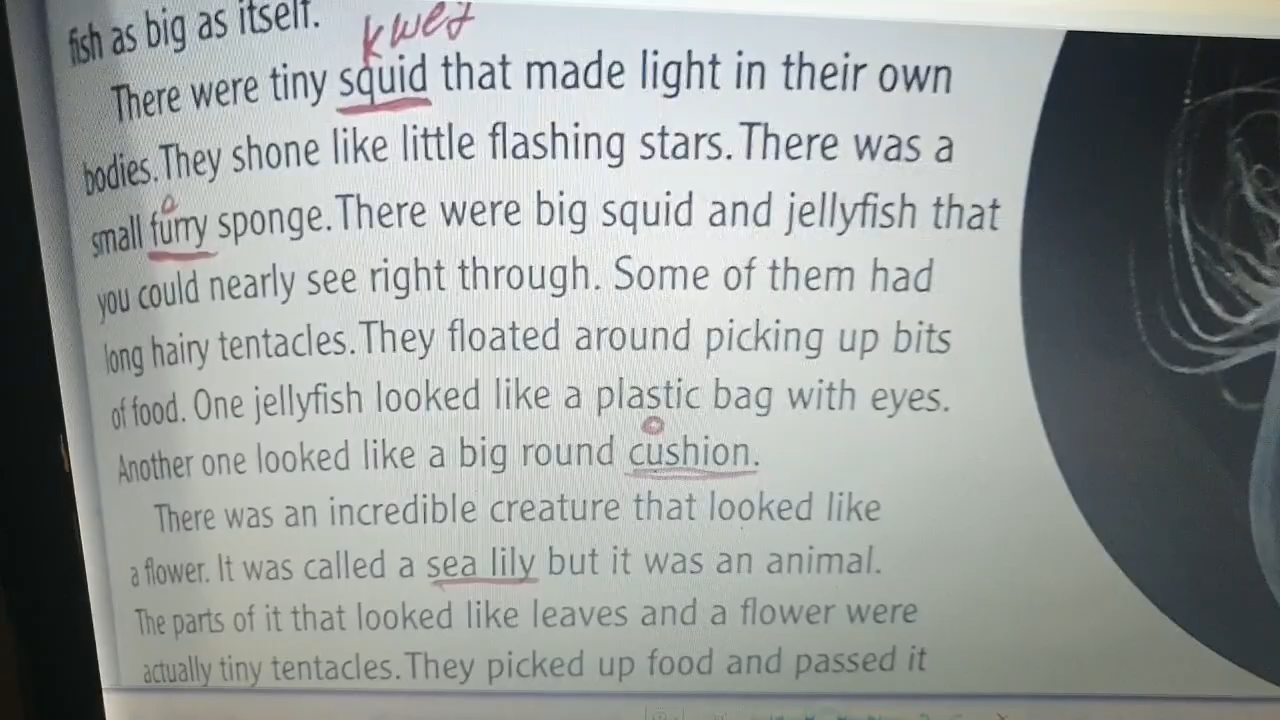 fish as big as itself.
kwez
There were tiny squid that made light in their own
bodies. They shone like little flashing stars. There was a
small furry sponge. There were big squid and jellyfish that
you could nearly see right through. Some of them had
long hairy tentacles. They floated around picking up bits
of food. One jellyfish looked like a plastic bag with eyes.
Another one looked like a big round cushion.
There was an incredible creature that looked like
a flower. It was called a sea lily but it was an animal.
The parts of it that looked like leaves and a flower were
actually tiny tentacles. They picked up food and passed it